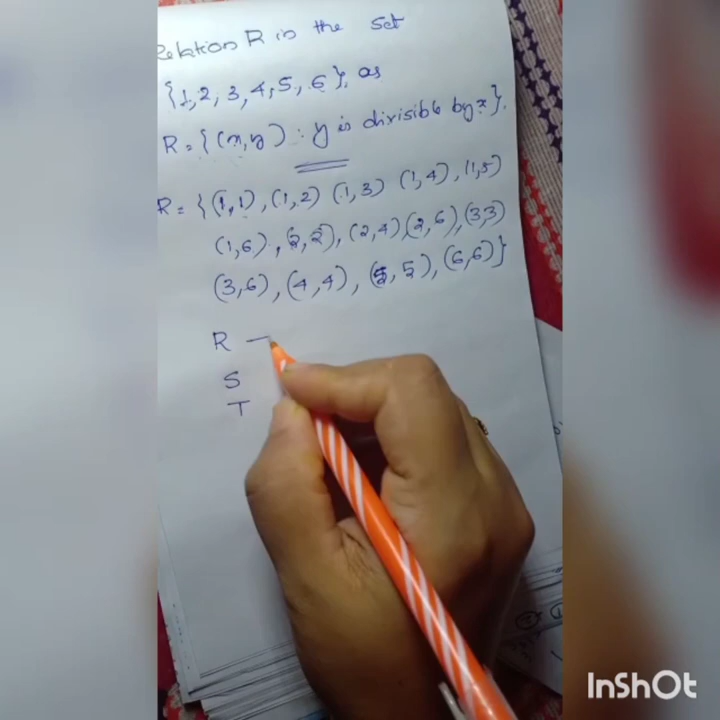 Relation R in the set
{1,2,3,4,5,6}, as
R = {(x,y) : y is divisible by x}.
R = {(1,1), (1,2) (1,3) (1,4), (1,5)
(1,6), (2,2), (2,4) (2,6), (3,3)
(3,6), (4,4), (5,5), (6,6)}
R —
S
T
InShOt